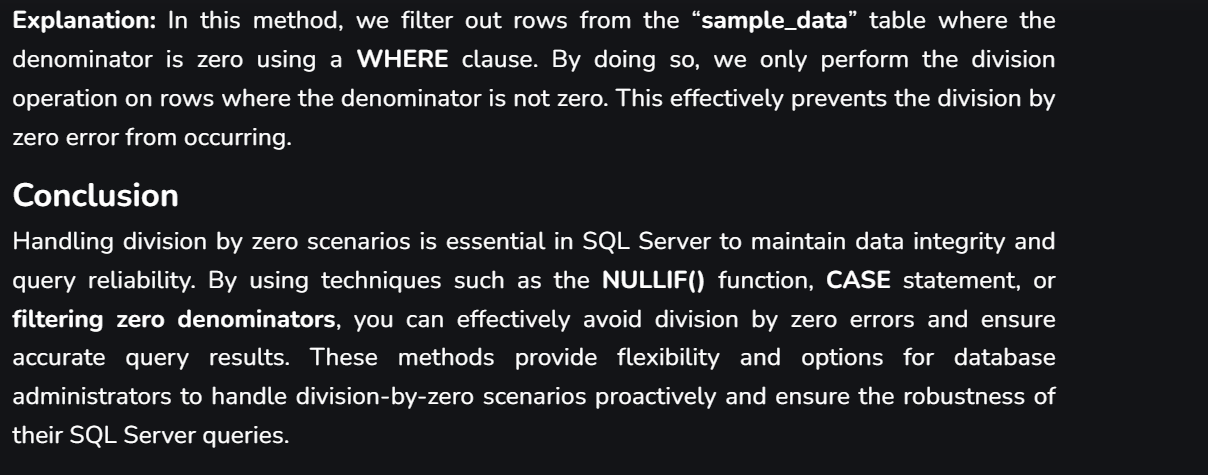 Explanation: In this method, we filter out rows from the “sample_data” table where the
denominator is zero using a WHERE clause. By doing so, we only perform the division
operation on rows where the denominator is not zero. This effectively prevents the division by
zero error from occurring.
Conclusion
Handling division by zero scenarios is essential in SQL Server to maintain data integrity and
query reliability. By using techniques such as the NULLIF() function, CASE statement, or
filtering zero denominators, you can effectively avoid division by zero errors and ensure
accurate query results. These methods provide flexibility and options for database
administrators to handle division-by-zero scenarios proactively and ensure the robustness of
their SQL Server queries.